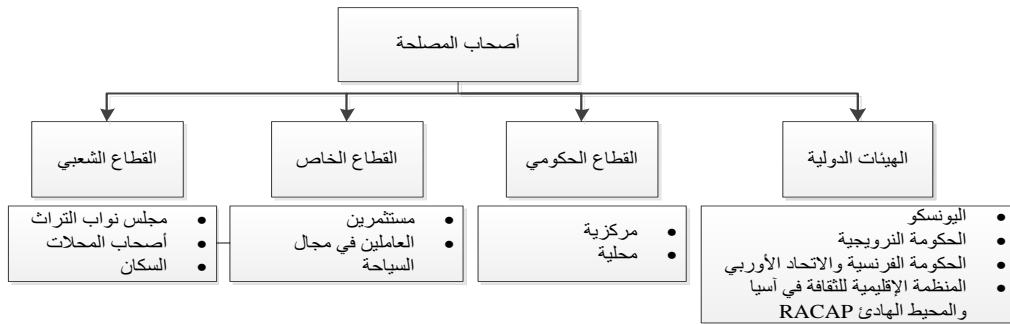 أصحاب المصلحة
الهيئات الدولية
اليونسكو
الحكومة النرويجية
الحكومة الفرنسية والاتحاد الأوربي
المنظمة الإقليمية للثقافة في آسيا
والمحيط الهادئ RACAP
القطاع الحكومي
مركزية
محلية
القطاع الخاص
مستثمرين
العاملين في مجال
السياحة
القطاع الشعبي
مجلس نواب التراث
أصحاب المحلات
السكان